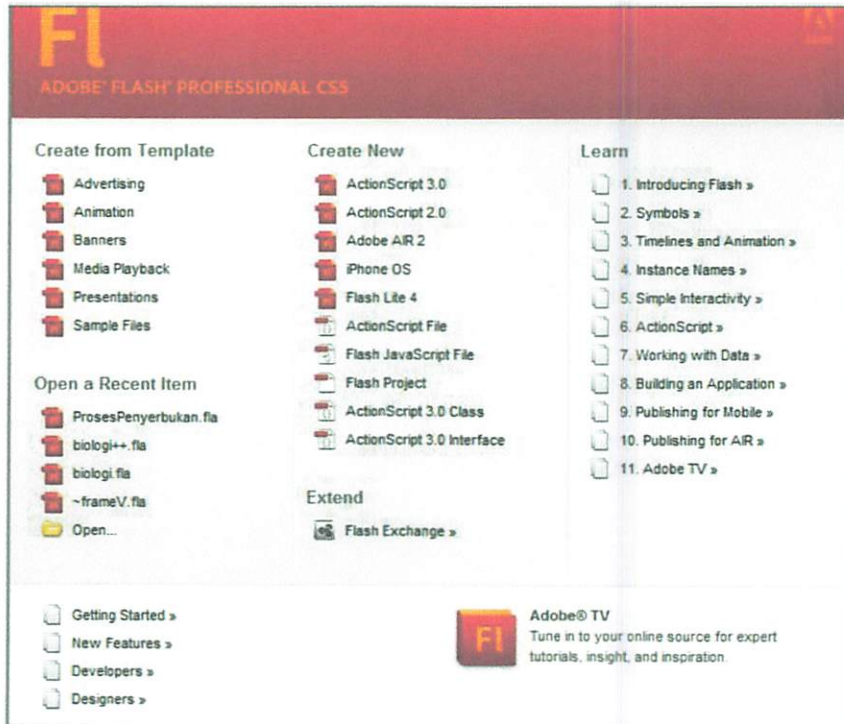 Fl
ADOBE® FLASH® PROFESSIONAL CS5
Create from Template
Advertising
Animation
Banners
Media Playback
Presentations
Sample Files
Open a Recent Item
ProsesPenyerbukan.fla
biologi++.fla
biologi.fla
~frameV.fla
Open...
Create New
ActionScript 3.0
ActionScript 2.0
Adobe AIR 2
iPhone OS
Flash Lite 4
ActionScript File
Flash JavaScript File
Flash Project
ActionScript 3.0 Class
ActionScript 3.0 Interface
Extend
Flash Exchange »
Learn
1. Introducing Flash »
2. Symbols »
3. Timelines and Animation »
4. Instance Names »
5. Simple Interactivity »
6. ActionScript »
7. Working with Data »
8. Building an Application »
9. Publishing for Mobile »
10. Publishing for AIR »
11. Adobe TV »
Getting Started »
New Features »
Developers »
Designers »
Fl
Adobe® TV
Tune in to your online source for expert
tutorials, insight, and inspiration.